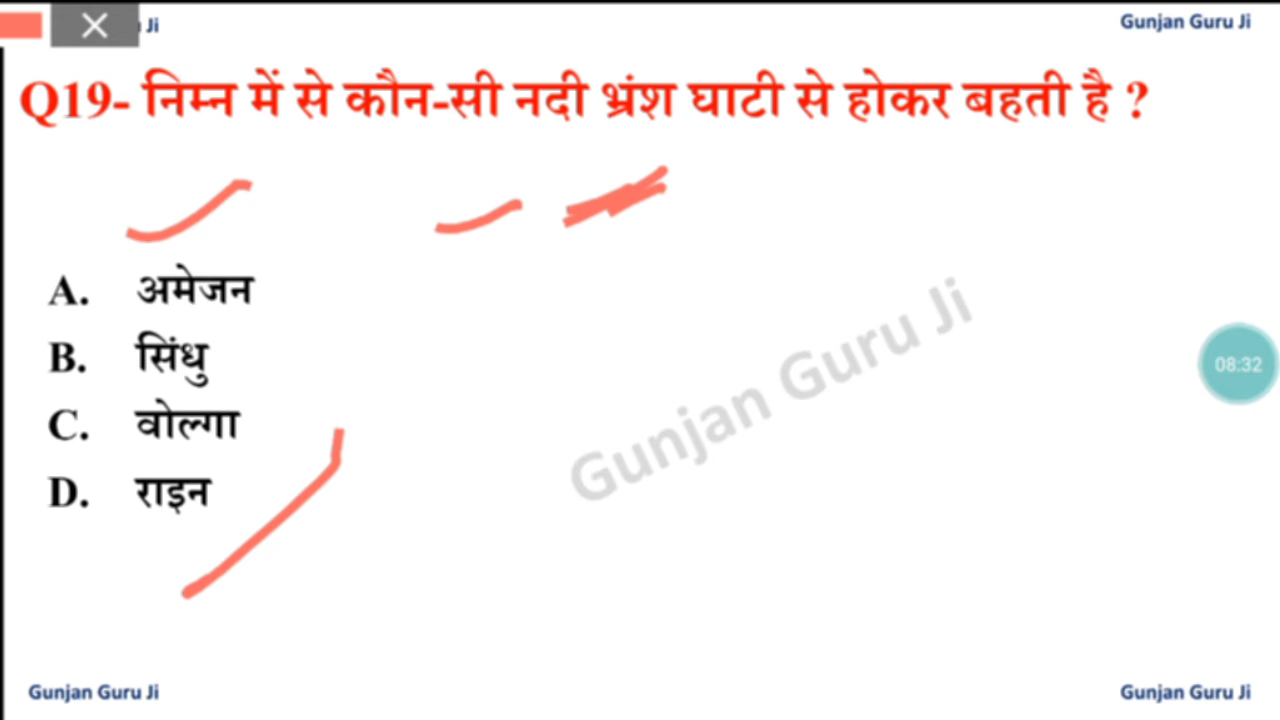 Ji
Gunjan Guru Ji
Q19- निम्न में से कौन-सी नदी भ्रंश घाटी से होकर बहती है ?
A. अमेजन
B. सिंधु
C. वोल्गा
D. राइन
Gunjan Guru Ji
08:32
Gunjan Guru Ji
Gunjan Guru Ji